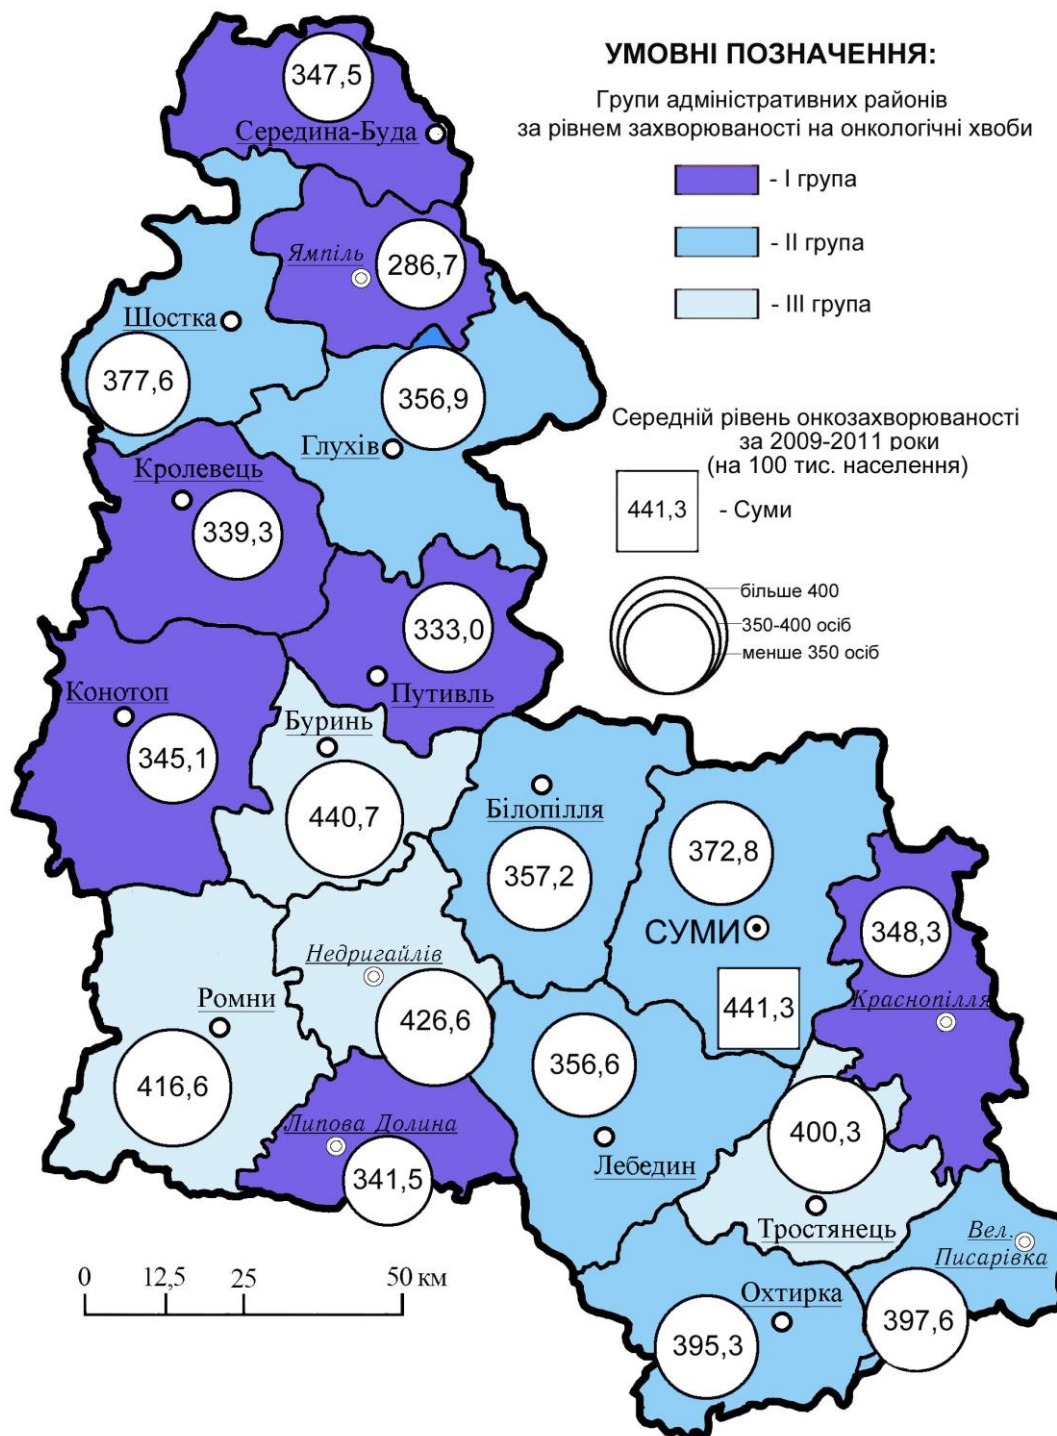 УМОВНІ ПОЗНАЧЕННЯ:
Групи адміністративних районів
за рівнем захворюваності на онкологічні хвоби
- І група
- ІІ група
- ІІІ група
Середній рівень онкозахворюваності
за 2009-2011 роки
(на 100 тис. населення)
441,3
- Суми
більше 400
350-400 осіб
менше 350 осіб
347,5
Середина-Буда
Ямпіль
286,7
Шостка
377,6
356,9
Глухів
Кролевець
339,3
333,0
Путивль
Конотоп
345,1
Буринь
440,7
Білопілля
357,2
372,8
СУМИ
441,3
348,3
Краснопілля
Недригайлів
426,6
Ромни
416,6
Липова Долина
341,5
356,6
Лебедин
400,3
Тростянець
Вел.
Писарівка
397,6
Охтирка
395,3
0 12,5 25 50 км